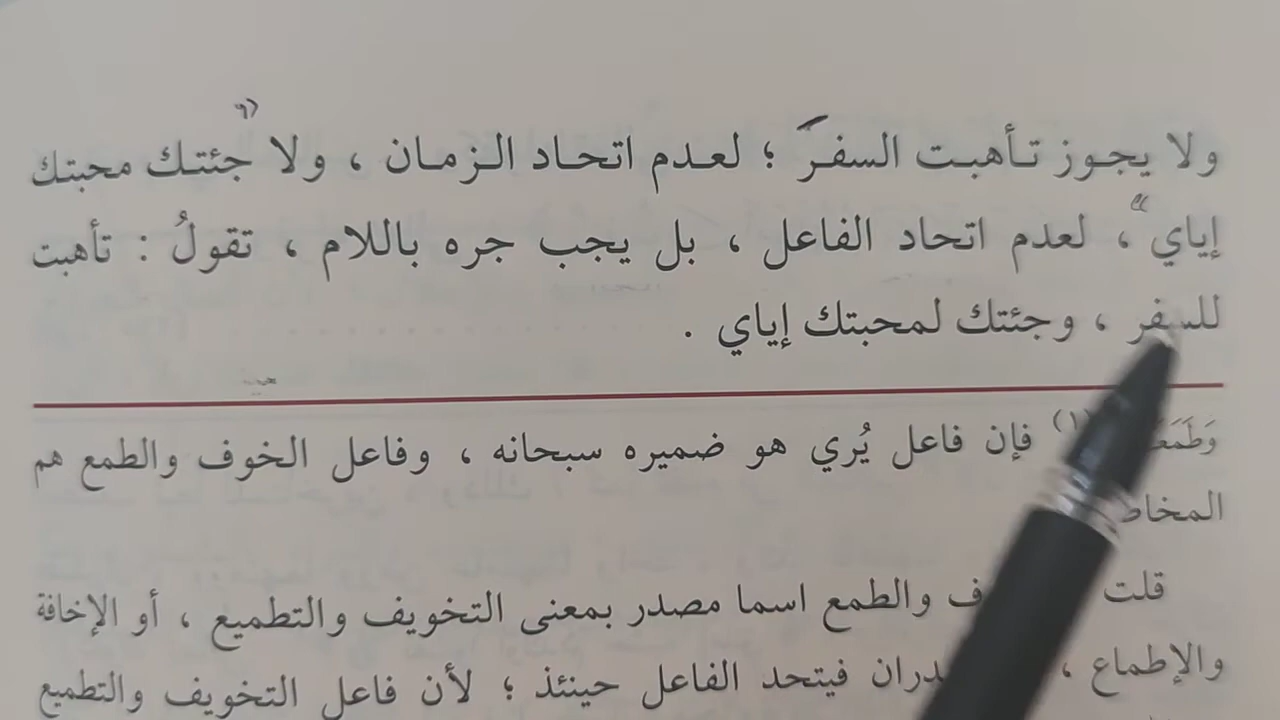 ولا يجوز تأهبت السفرَ ؛ لعدم اتحاد الزمان ، ولا جئتك محبتك
إياي ، لعدم اتحاد الفاعل ، بل يجب جره باللام ، تقولُ : تأهبت
للسفر ، وجئتك لمحبتك إياي .
(١) فإن فاعل يُري هو ضميره سبحانه ، وفاعل الخوف والطمع هم
قلت والطمع اسما مصدر بمعنى التخويف والتطميع ، أو الإخافة
والإطماع ، فيتحد الفاعل حينئذ ؛ لأن فاعل التخويف والتطميع